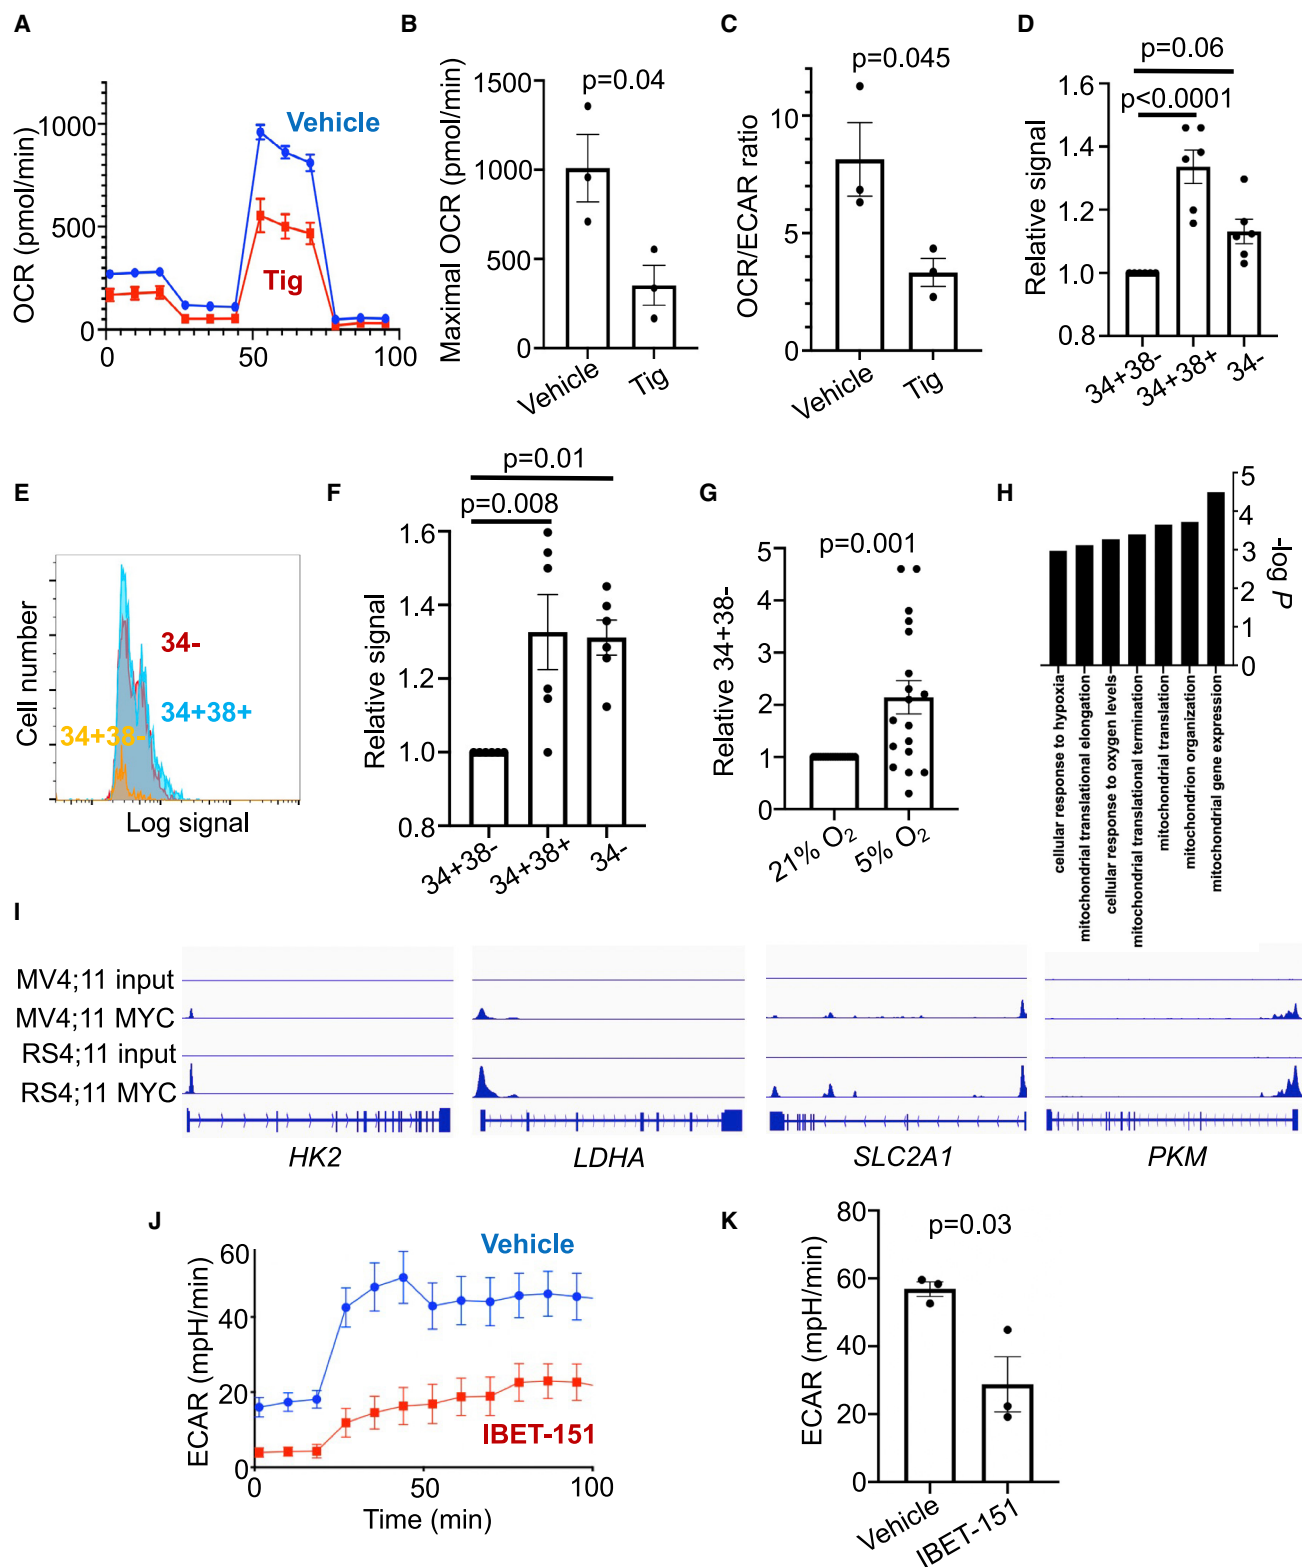 A
OCR (pmol/min)
1000
500
0
0
50
100
Vehicle
Tig
B
Maximal OCR (pmol/min)
1500
1000
500
0
p=0.04
Vehicle
Tig
C
OCR/ECAR ratio
10
5
0
p=0.045
Vehicle
Tig
D
Relative signal
1.6
1.4
1.2
1.0
0.8
p=0.06
p<0.0001
34+38-
34+38+
34-
E
Cell number
34-
34+38+
34+38-
Log signal
F
Relative signal
1.6
1.4
1.2
1.0
0.8
p=0.01
p=0.008
34+38-
34+38+
34-
G
Relative 34+38-
5
4
3
2
1
0
p=0.001
21% O2
5% O2
H
5
4
3
2
1
0
-log P
cellular response to hypoxia
mitochondrial translational elongation
cellular response to oxygen levels
mitochondrial translational termination
mitochondrial translation
mitochondrion organization
mitochondrial gene expression
I
MV4;11 input
MV4;11 MYC
RS4;11 input
RS4;11 MYC
HK2
LDHA
SLC2A1
PKM
J
ECAR (mpH/min)
60
40
20
0
0
50
100
Time (min)
Vehicle
IBET-151
K
ECAR (mpH/min)
80
60
40
20
0
p=0.03
Vehicle
IBET-151